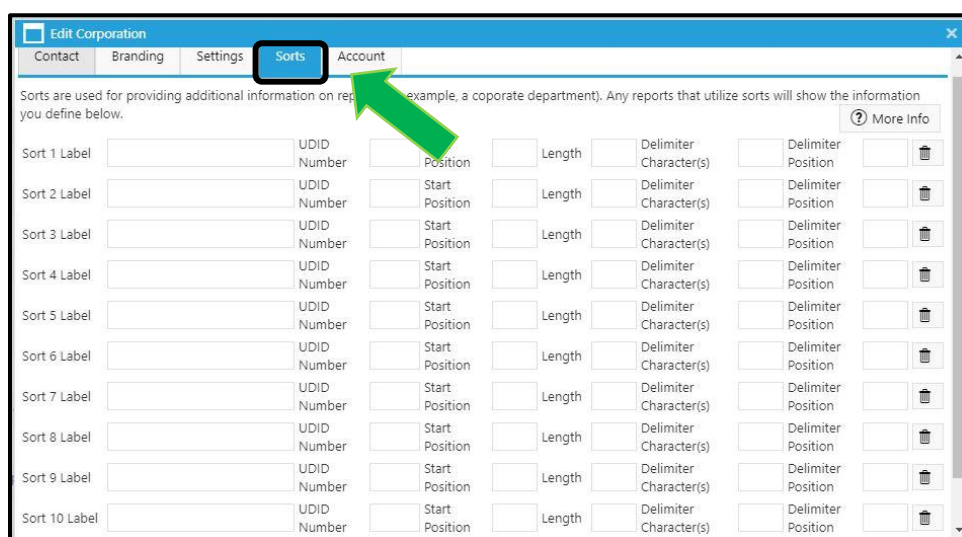 Edit Corporation
Contact Branding Settings Sorts Account
Sorts are used for providing additional information on rep example, a coporate department). Any reports that utilize sorts will show the information
you define below.
More Info
Sort 1 Label UDID Number Position Length Delimiter Character(s) Delimiter Position
Sort 2 Label UDID Number Start Position Length Delimiter Character(s) Delimiter Position
Sort 3 Label UDID Number Start Position Length Delimiter Character(s) Delimiter Position
Sort 4 Label UDID Number Start Position Length Delimiter Character(s) Delimiter Position
Sort 5 Label UDID Number Start Position Length Delimiter Character(s) Delimiter Position
Sort 6 Label UDID Number Start Position Length Delimiter Character(s) Delimiter Position
Sort 7 Label UDID Number Start Position Length Delimiter Character(s) Delimiter Position
Sort 8 Label UDID Number Start Position Length Delimiter Character(s) Delimiter Position
Sort 9 Label UDID Number Start Position Length Delimiter Character(s) Delimiter Position
Sort 10 Label UDID Number Start Position Length Delimiter Character(s) Delimiter Position